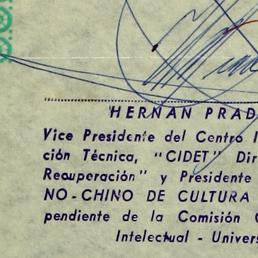 HERNAN PRAD
Vice Presidente del Centro I
ción Técnica, "CIDET" Dir
Recuperación" y Presidente
NO-CHINO DE CULTURA
pendiente de la Comisión
Intelectual - Univers